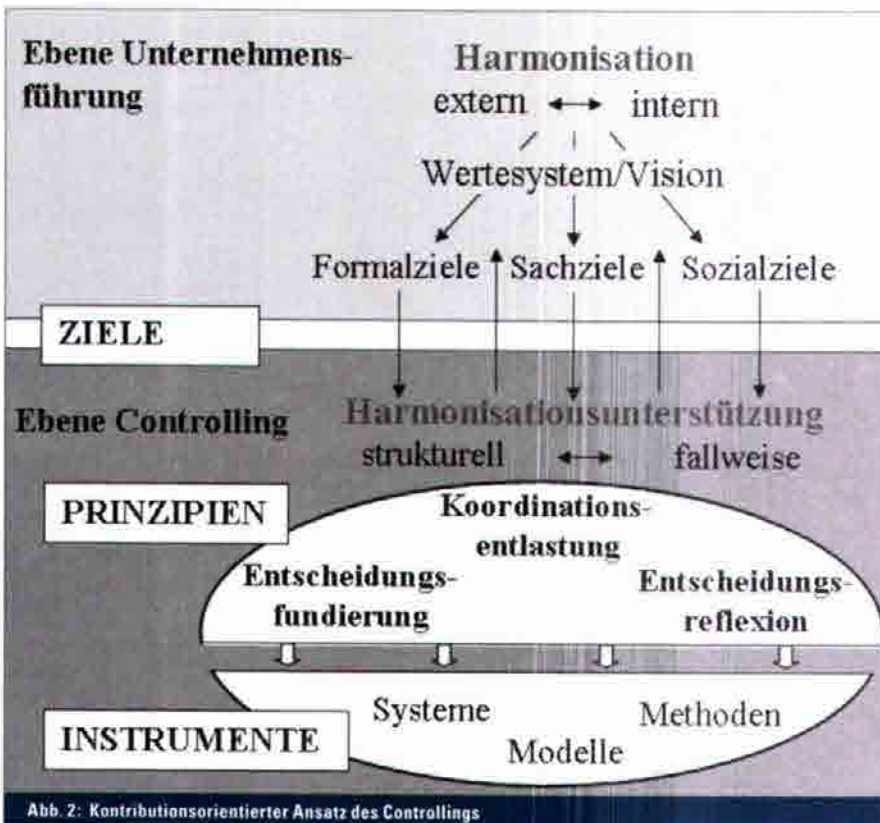 Ebene Unternehmens-
führung
Harmonisation
extern intern
Wertesystem/Vision
Formalziele Sachziele Sozialziele
ZIELE
Ebene Controlling
Harmonisationsunterstützung
strukturell fallweise
PRINZIPIEN
Koordinations-
entlastung
Entscheidungs-
fundierung
Entscheidungs-
reflexion
INSTRUMENTE
Systeme
Methoden
Modelle
Abb. 2: Kontributionsorientierter Ansatz des Controllings